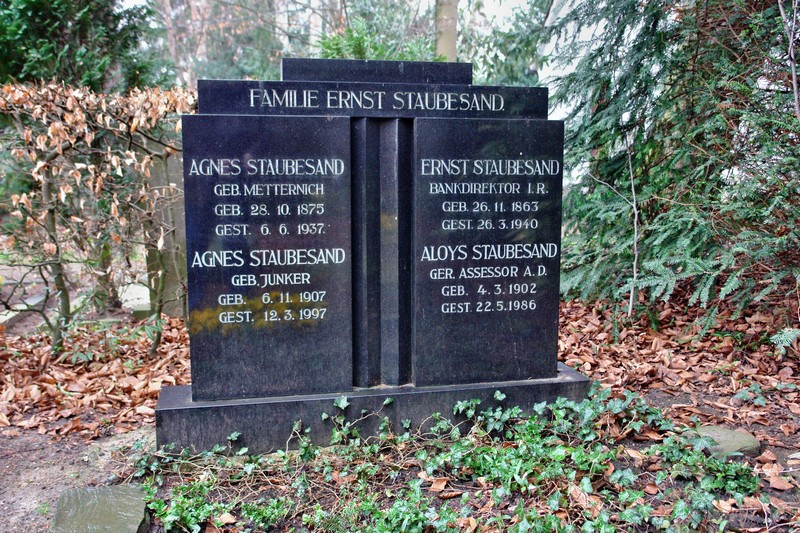 FAMILIE ERNST STAUBESAND.
AGNES STAUBESAND
GEB. METTERNICH
GEB. 28. 10. 1875
GEST. 6. 6. 1937.
AGNES STAUBESAND
GEB. JUNKER
GEB. 6. 11. 1907
GEST. 12. 3. 1997
ERNST STAUBESAND
BANKDIREKTOR I. R.
GEB. 26. 11. 1863
GEST. 26. 3. 1940
ALOYS STAUBESAND
GER. ASSESSOR A. D.
GEB. 4. 3. 1902
GEST. 22.5. 1986